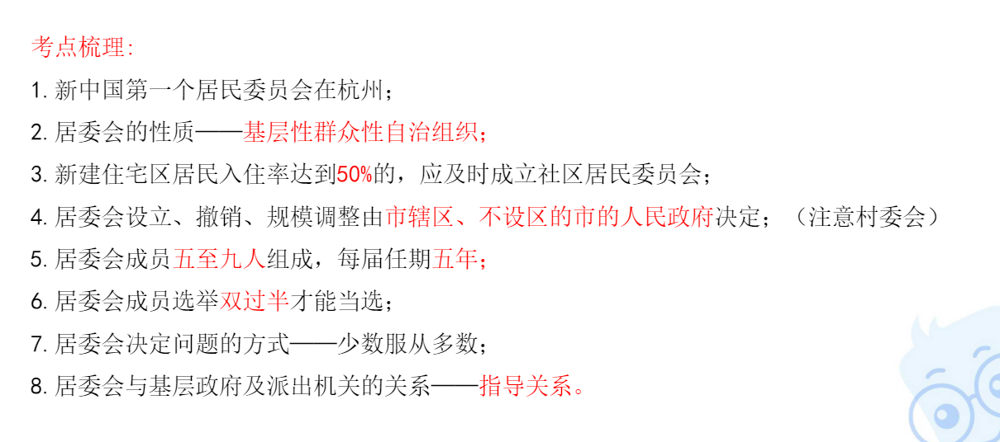 考点梳理:
1.新中国第一个居民委员会在杭州;
2.居委会的性质——基层性群众性自治组织;
3.新建住宅区居民入住率达到50%的，应及时成立社区居民委员会;
4.居委会设立、撤销、规模调整由市辖区、不设区的市的人民政府决定;（注意村委会）
5.居委会成员五至九人组成，每届任期五年;
6.居委会成员选举双过半才能当选;
7.居委会决定问题的方式——少数服从多数;
8.居委会与基层政府及派出机关的关系——指导关系。